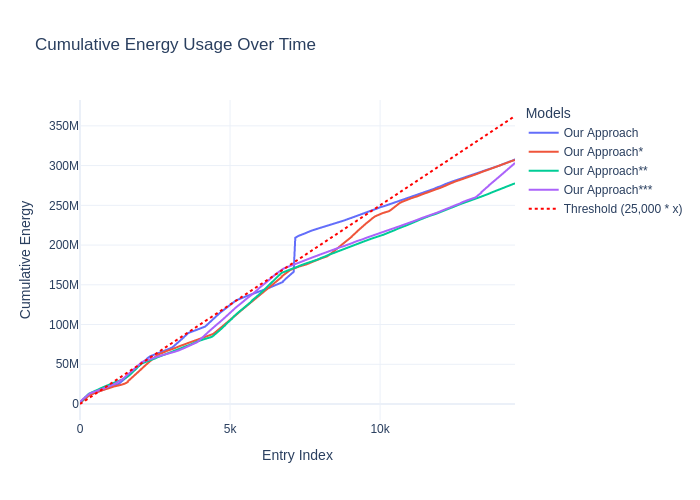 Cumulative Energy Usage Over Time
Models
Our Approach
Our Approach*
Our Approach**
Our Approach***
Threshold (25,000 * x)
350M
300M
250M
200M
150M
100M
50M
0
Cumulative Energy
0
5k
10k
Entry Index